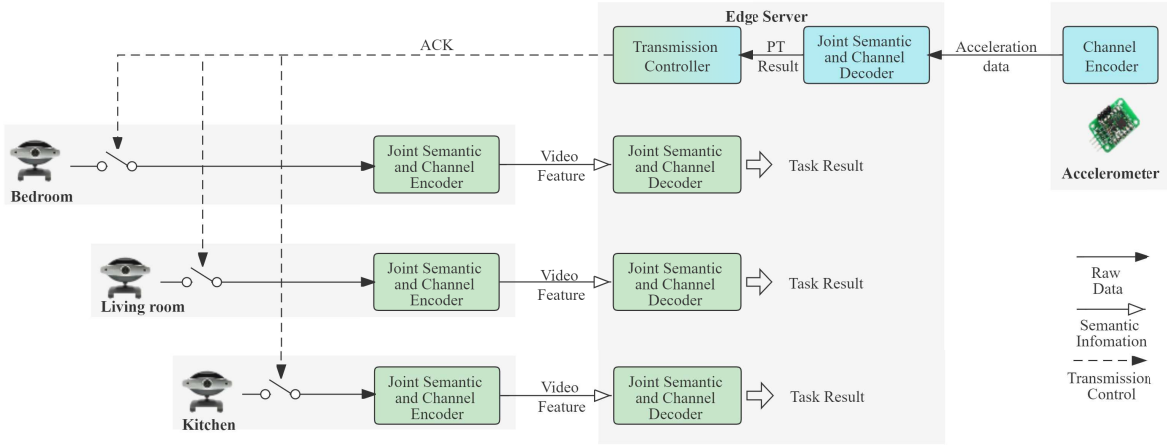 Edge Server
ACK
Transmission
Controller
PT
Result
Joint Semantic
and Channel
Decoder
Acceleration
data
Channel
Encoder
Accelerometer
Bedroom
Joint Semantic
and Channel
Encoder
Video
Feature
Joint Semantic
and Channel
Decoder
Task Result
Living room
Joint Semantic
and Channel
Encoder
Video
Feature
Joint Semantic
and Channel
Decoder
Task Result
Kitchen
Joint Semantic
and Channel
Encoder
Video
Feature
Joint Semantic
and Channel
Decoder
Task Result
Raw
Data
Semantic
Infomation
Transmission
Control